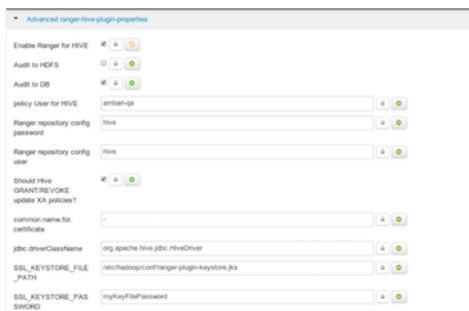 Advanced ranger-hive-plugin-properties
Enable Ranger for HIVE
Audit to HDFS
Audit to DB
policy User for HIVE
ambari-qa
Ranger repository config
password
hive
Ranger repository config
user
hive
Should Hive
GRANT/REVOKE
update XA policies?
common.name.for.
certificate
-
jdbc.driverClassName
org.apache.hive.jdbc.HiveDriver
SSL_KEYSTORE_FILE
_PATH
/etc/hadoop/conf/ranger-plugin-keystore.jks
SSL_KEYSTORE_PAS
SWORD
myKeyFilePassword